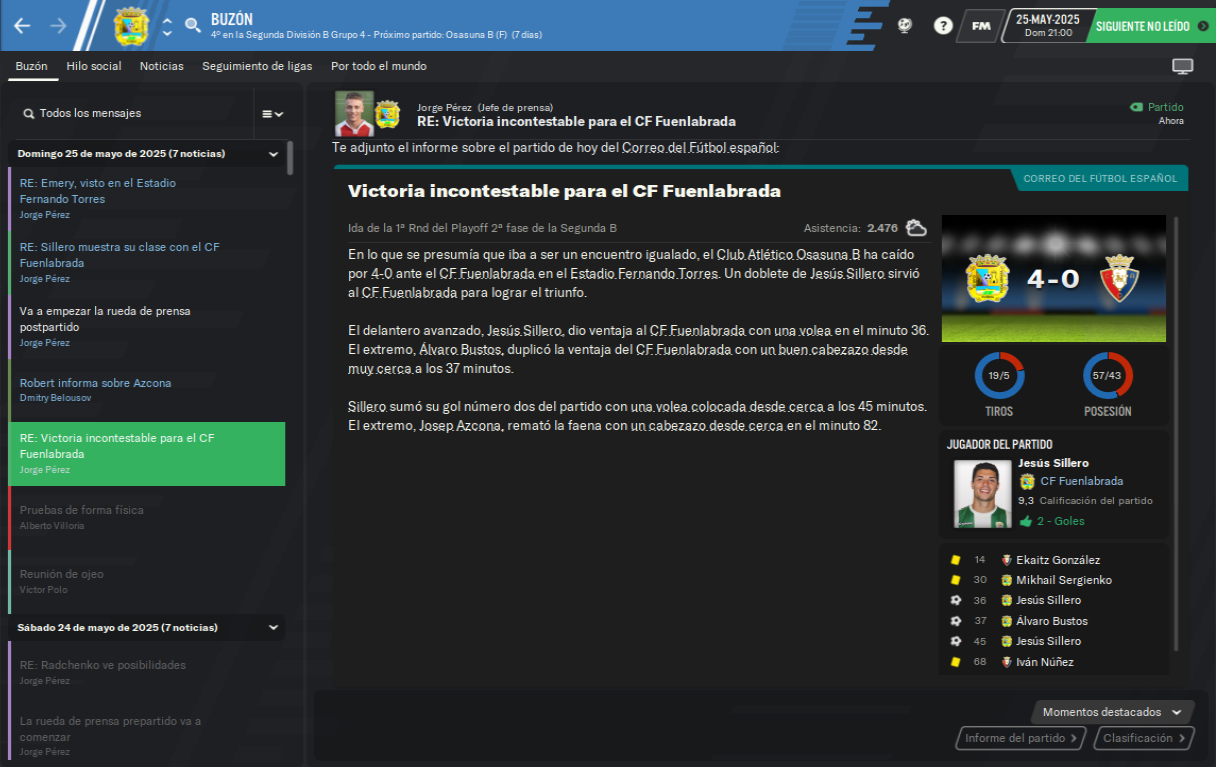 BUZÓN
4º en la Segunda División B Grupo 4 - Próximo partido: Osasuna B (F) (7 días)
?
FM
25-MAY-2025
Dom 21:00
SIGUIENTE NO LEÍDO
Buzón
Hilo social
Noticias
Seguimiento de ligas
Por todo el mundo
Todos los mensajes
Domingo 25 de mayo de 2025 (7 noticias)
RE: Emery, visto en el Estadio
Fernando Torres
Jorge Pérez
RE: Sillero muestra su clase con el CF
Fuenlabrada
Jorge Pérez
Va a empezar la rueda de prensa
postpartido
Jorge Pérez
Robert informa sobre Azcona
Dmitry Belousov
RE: Victoria incontestable para el CF
Fuenlabrada
Jorge Pérez
Pruebas de forma física
Alberto Villoria
Reunión de ojeo
Víctor Polo
Sábado 24 de mayo de 2025 (7 noticias)
RE: Radchenko ve posibilidades
Jorge Pérez
La rueda de prensa prepartido va a
comenzar
Jorge Pérez
Jorge Pérez (Jefe de prensa)
RE: Victoria incontestable para el CF Fuenlabrada
Partido
Ahora
Te adjunto el informe sobre el partido de hoy del Correo del Fútbol español:
CORREO DEL FÚTBOL ESPAÑOL
Victoria incontestable para el CF Fuenlabrada
Ida de la 1ª Rnd del Playoff 2ª fase de la Segunda B
Asistencia: 2.476
En lo que se presumía que iba a ser un encuentro igualado, el Club Atlético Osasuna B ha caído
por 4-0 ante el CF Fuenlabrada en el Estadio Fernando Torres. Un doblete de Jesús Sillero sirvió
al CF Fuenlabrada para lograr el triunfo.
El delantero avanzado, Jesús Sillero, dio ventaja al CF Fuenlabrada con una volea en el minuto 36.
El extremo, Álvaro Bustos, duplicó la ventaja del CF Fuenlabrada con un buen cabezazo desde
muy cerca a los 37 minutos.
Sillero sumó su gol número dos del partido con una volea colocada desde cerca a los 45 minutos.
El extremo, Josep Azcona, remató la faena con un cabezazo desde cerca en el minuto 82.
4-0
19/5
TIROS
57/43
POSESIÓN
JUGADOR DEL PARTIDO
Jesús Sillero
CF Fuenlabrada
9,3 Calificación del partido
2 - Goles
14 Ekaitz González
30 Mikhail Sergienko
36 Jesús Sillero
37 Álvaro Bustos
45 Jesús Sillero
68 Iván Núñez
Momentos destacados
Informe del partido
Clasificación